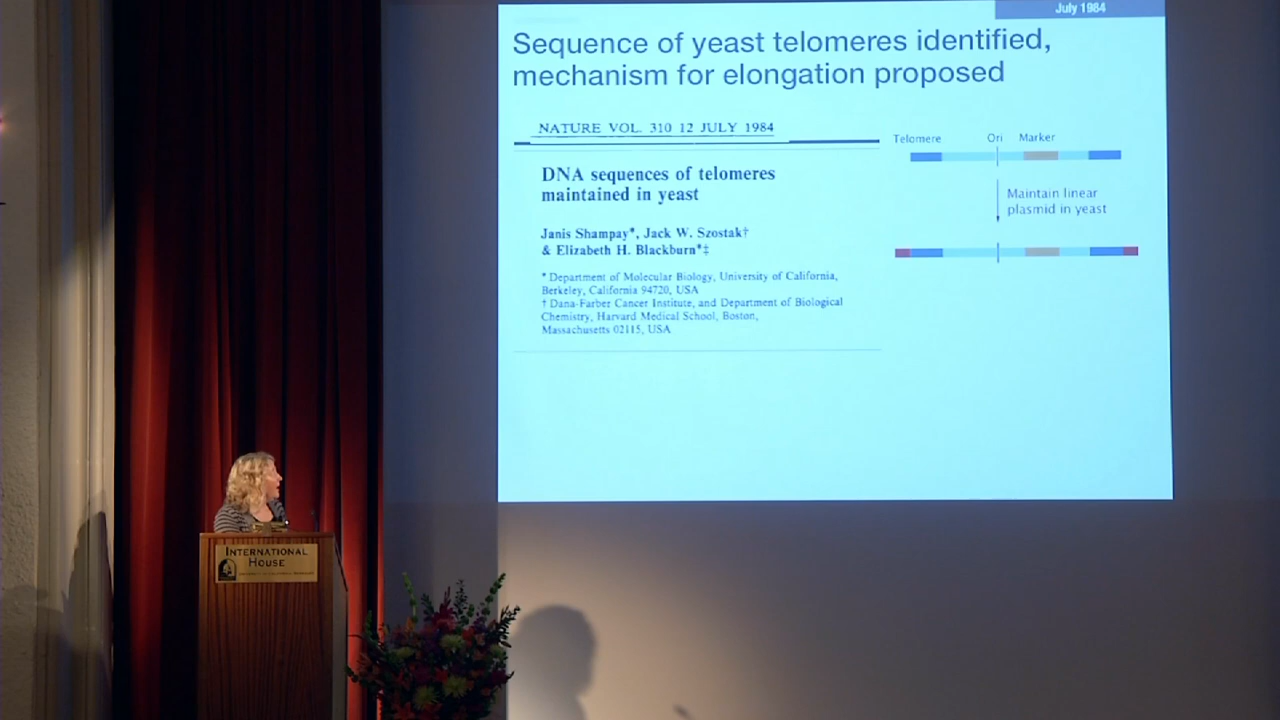 July 1984
Sequence of yeast telomeres identified,
mechanism for elongation proposed
NATURE VOL. 310 12 JULY 1984
DNA sequences of telomeres
maintained in yeast
Janis Shampay*, Jack W. Szostak†
& Elizabeth H. Blackburn*‡
* Department of Molecular Biology, University of California,
Berkeley, California 94720, USA
† Dana-Farber Cancer Institute, and Department of Biological
Chemistry, Harvard Medical School, Boston,
Massachusetts 02115, USA
Telomere Ori Marker
Maintain linear
plasmid in yeast
INTERNATIONAL
HOUSE